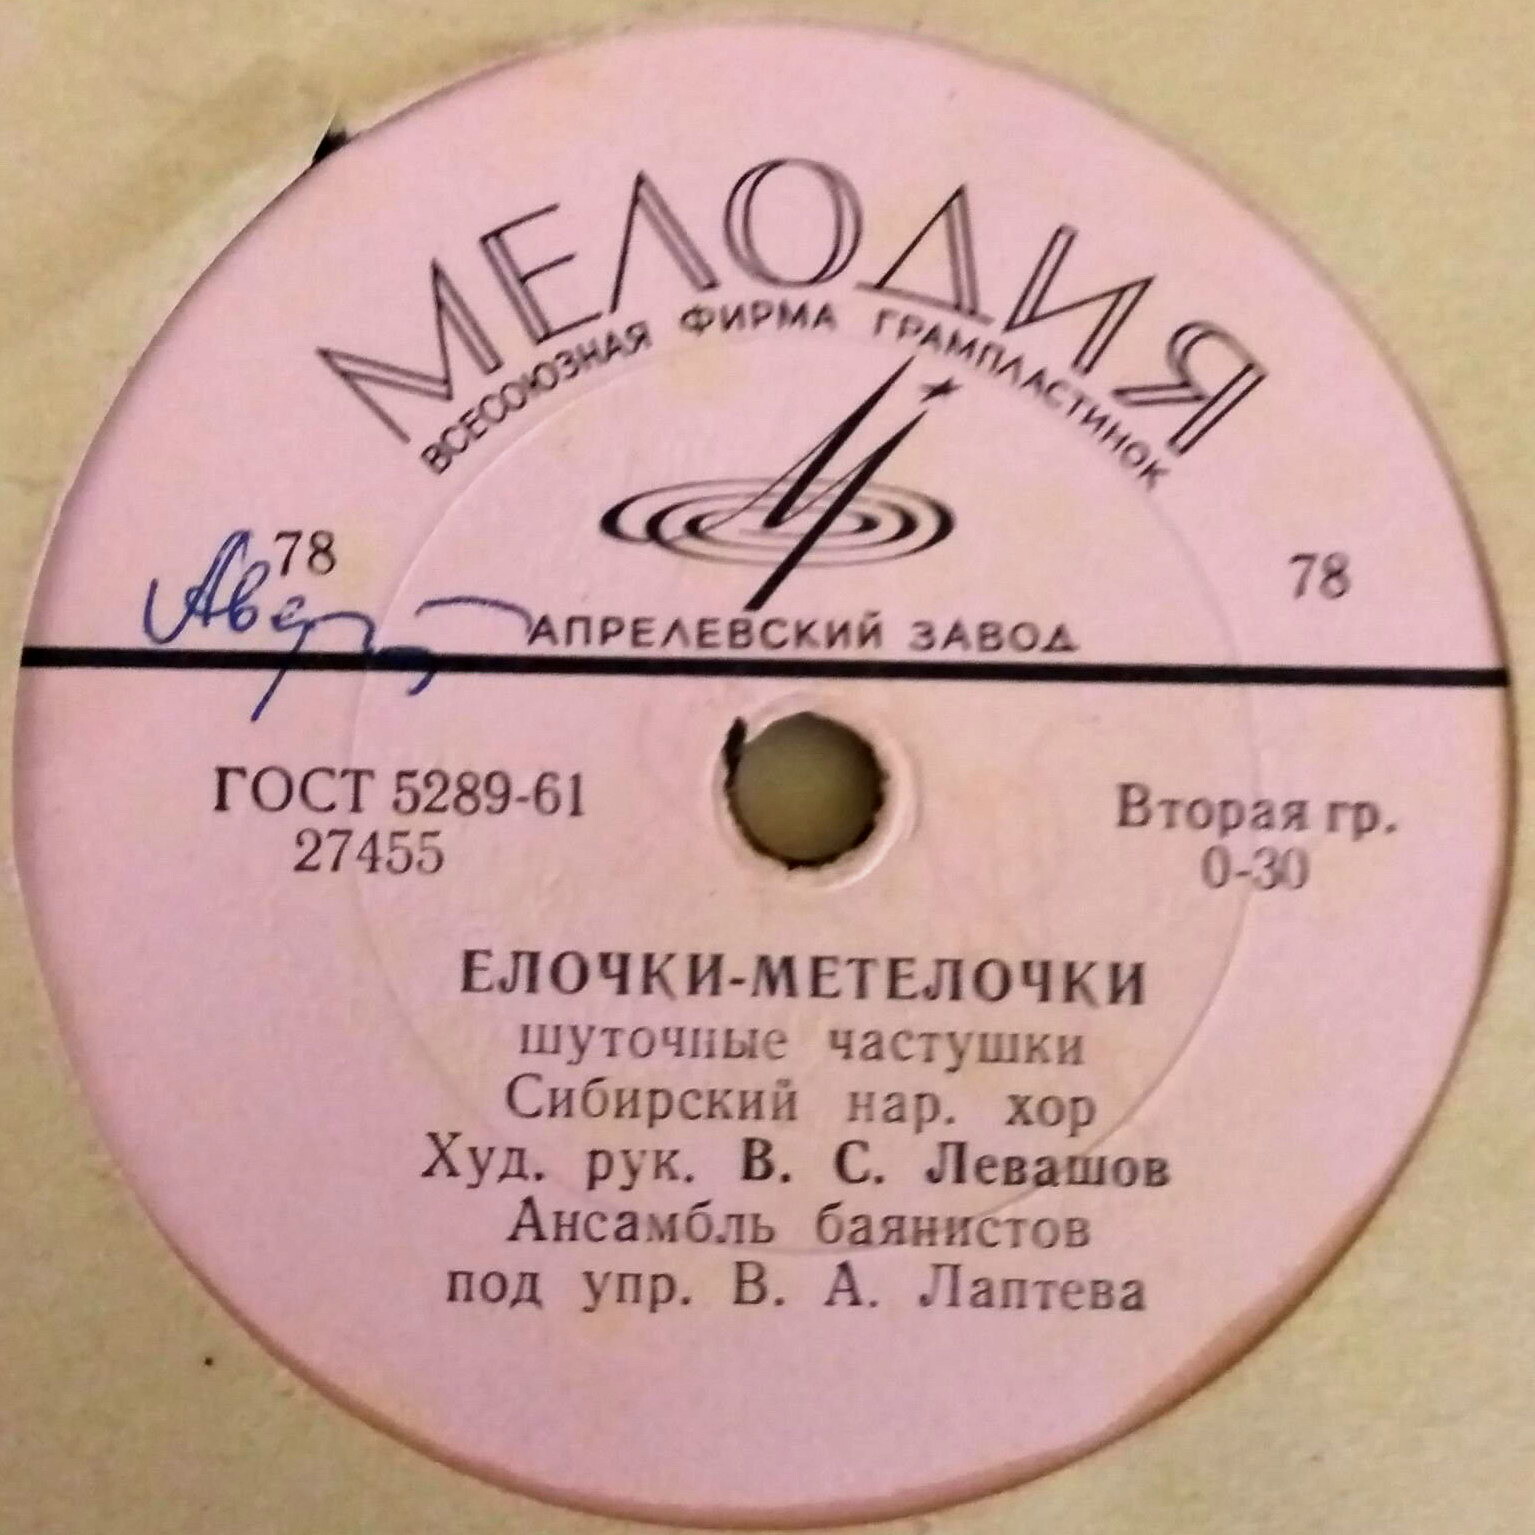 МЕЛОДИЯ
ВСЕСОЮЗНАЯ ФИРМА ГРАМПЛАСТИНОК
78
78
АПРЕЛЕВСКИЙ ЗАВОД
ГОСТ 5289-61
27455
Вторая гр.
0-30
ЕЛОЧКИ-МЕТЕЛОЧКИ
шуточные частушки
Сибирский нар. хор
Худ. рук. В. С. Левашов
Ансамбль баянистов
под упр. В. А. Лаптева